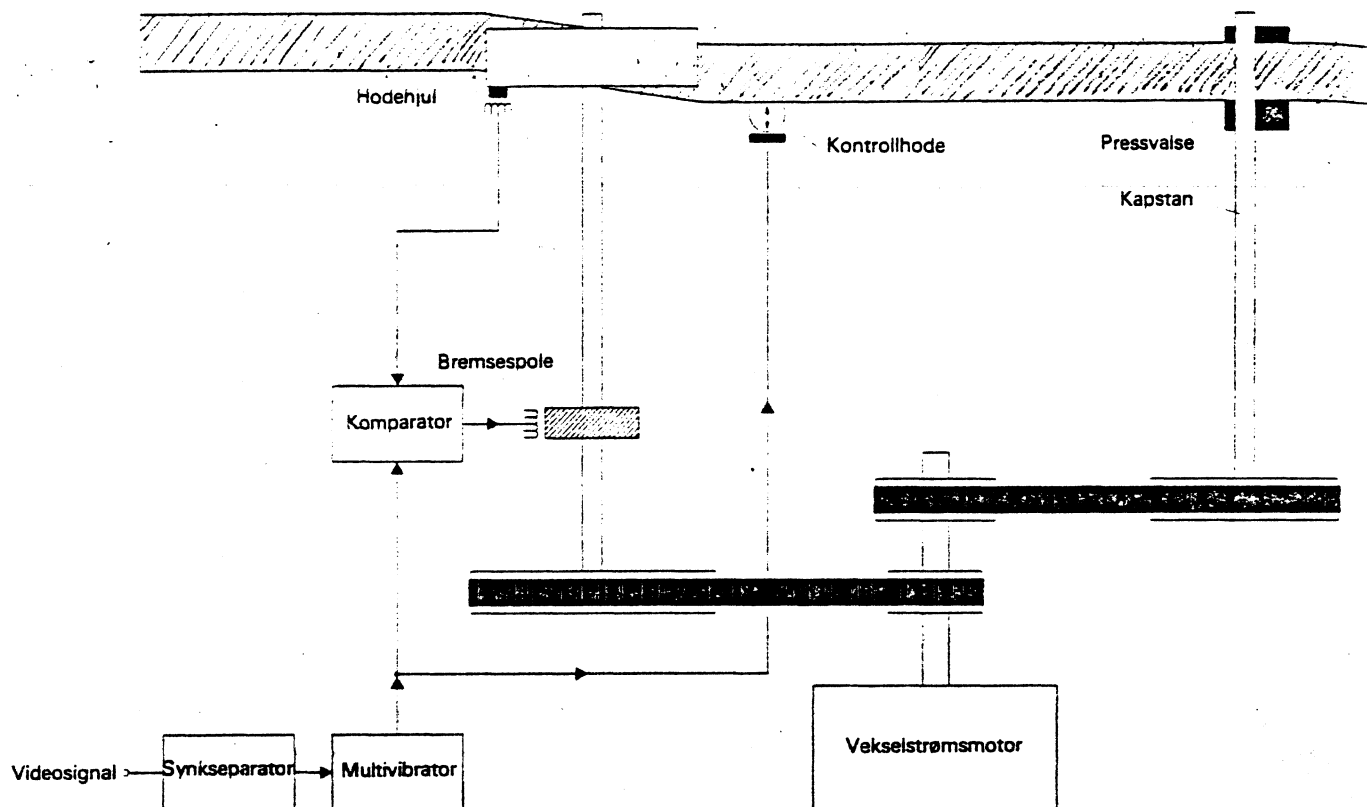 Hodehjul
Kontrollhode
Pressvalse
Kapstan
Bremsespole
Komparator
Vekselstrømsmotor
Videosignal
Synkseparator
Multivibrator